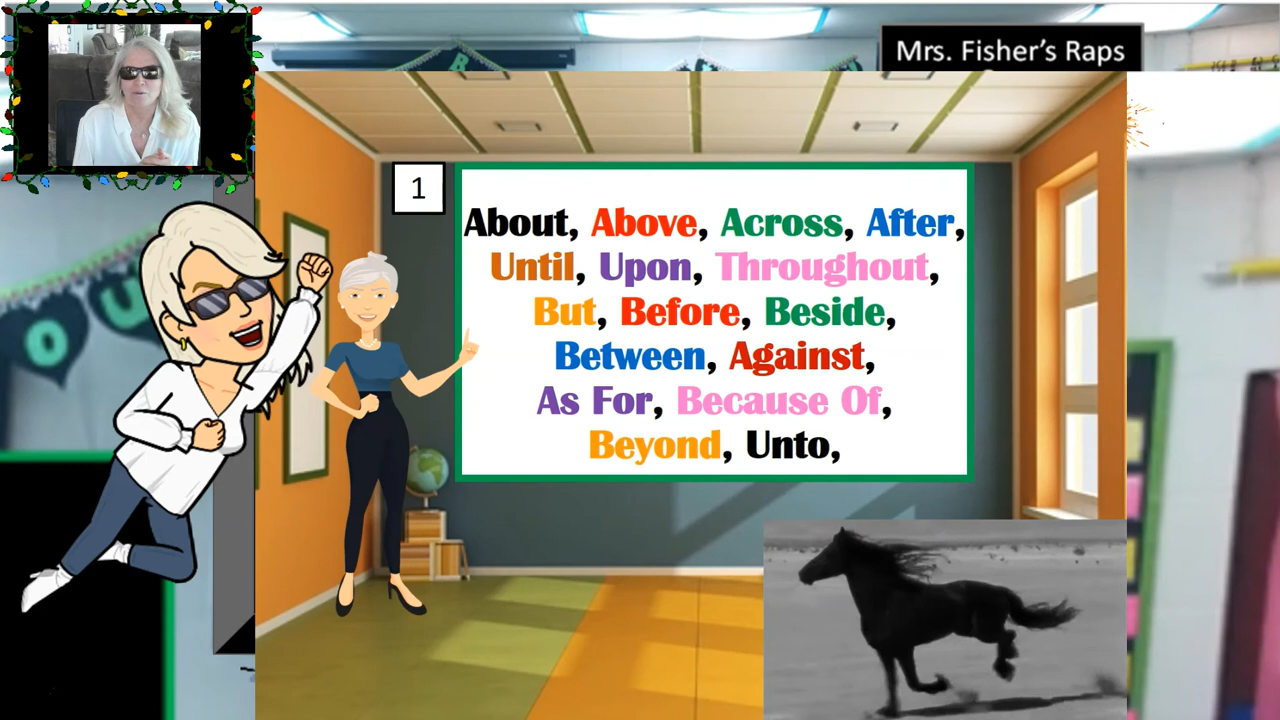 Mrs. Fisher's Raps
1
About, Above, Across, After,
Until, Upon, Throughout,
But, Before, Beside,
Between, Against,
As For, Because Of,
Beyond, Unto,
O U